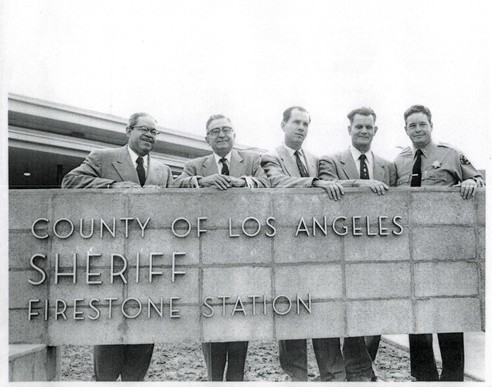 COUNTY OF LOS ANGELES
SHERIFF
FIRESTONE STATION